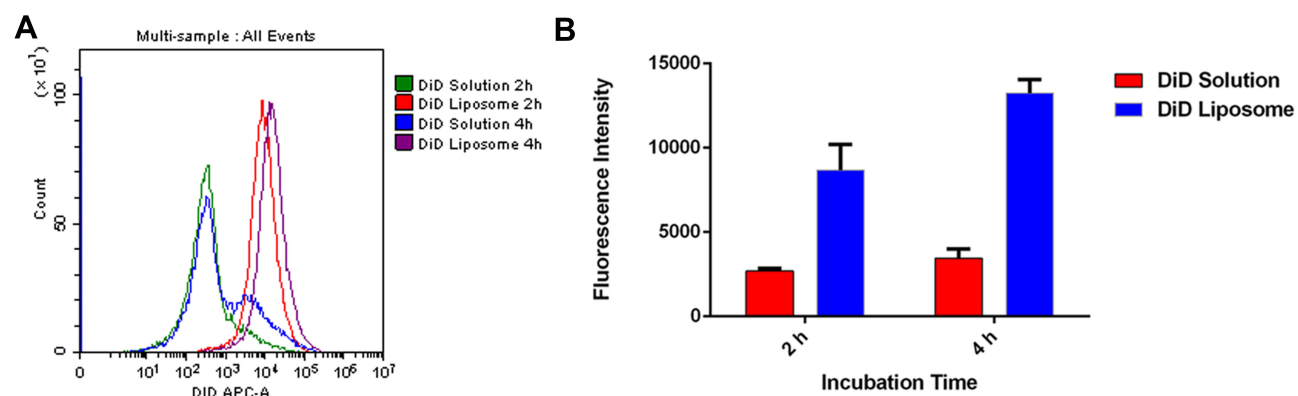 A
Multi-sample : All Events
(× 10¹)
100
50
0
Count
0 10¹ 10² 10³ 10⁴ 10⁵ 10⁶ 10⁷
DID APC-A
DiD Solution 2h
DiD Liposome 2h
DiD Solution 4h
DiD Liposome 4h
B
15000
10000
5000
0
Fluorescence Intensity
2 h
4 h
Incubation Time
DiD Solution
DiD Liposome